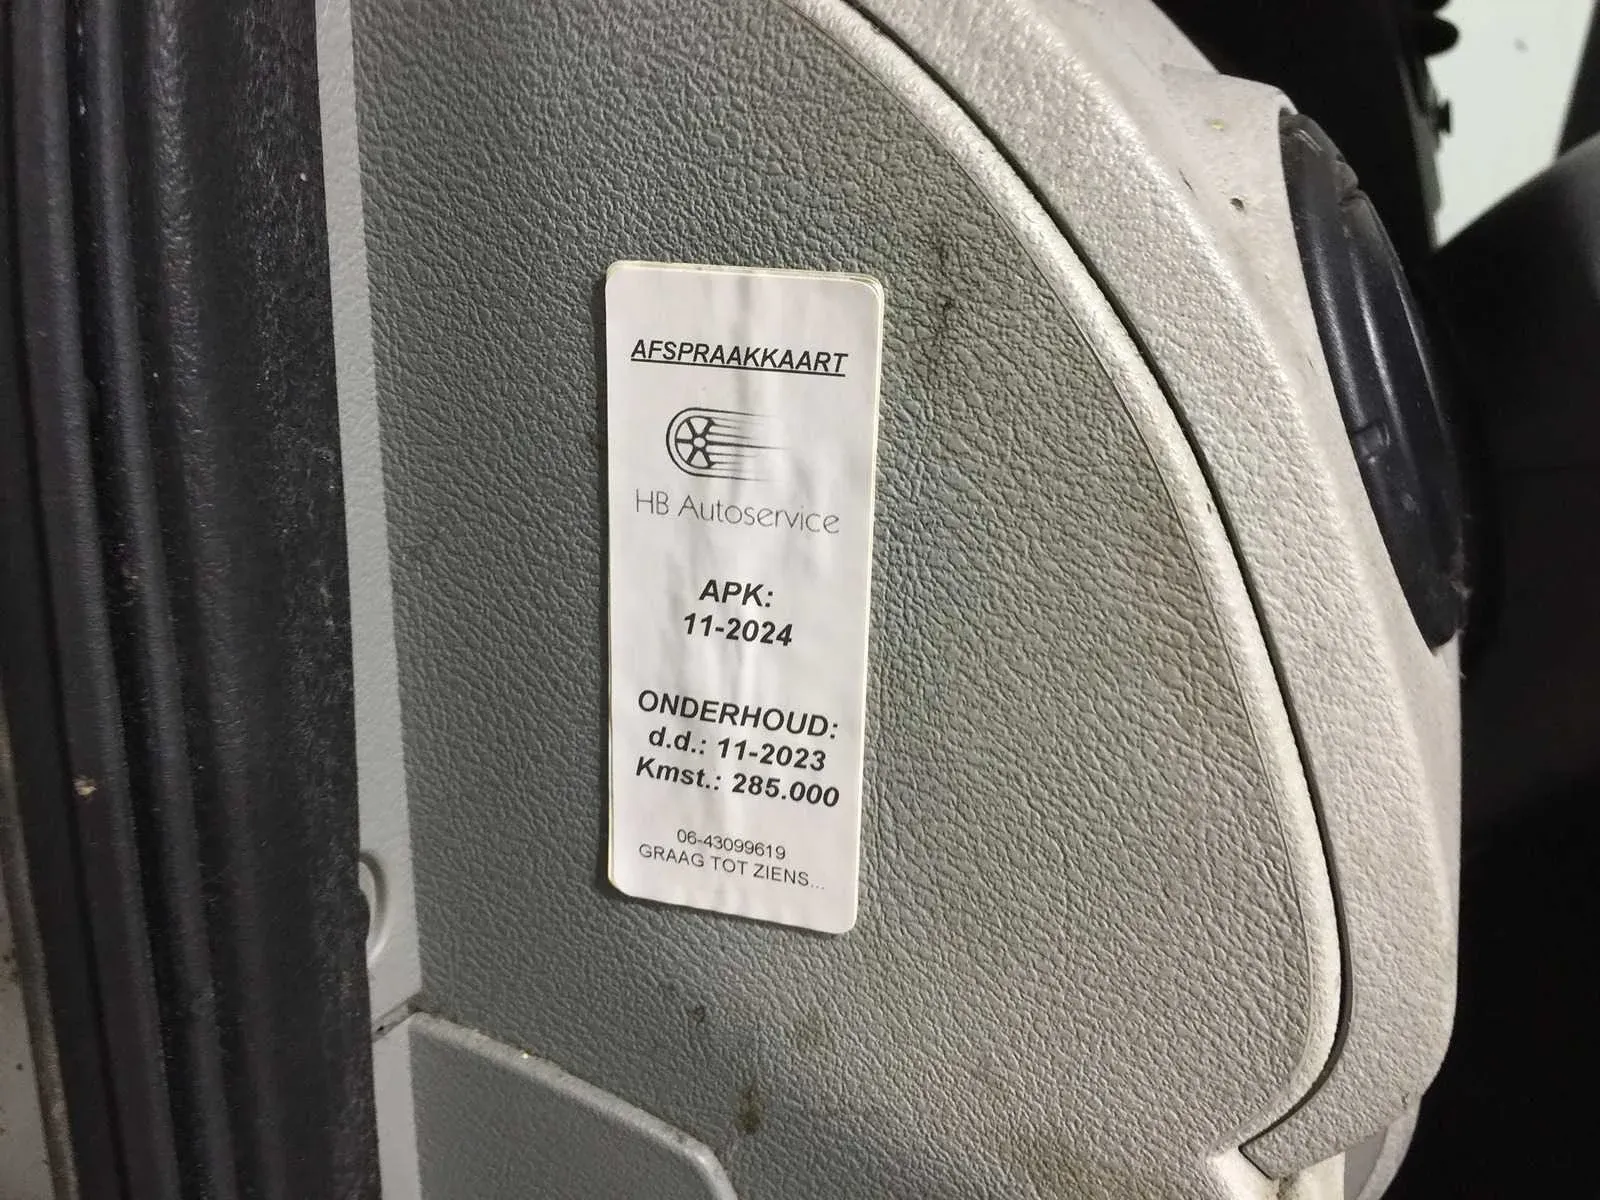 AFSPRAAKKAART
HB Autoservice
APK:
11-2024
ONDERHOUD:
d.d.: 11-2023
Kmst.: 285.000
06-43099619
GRAAG TOT ZIENS...